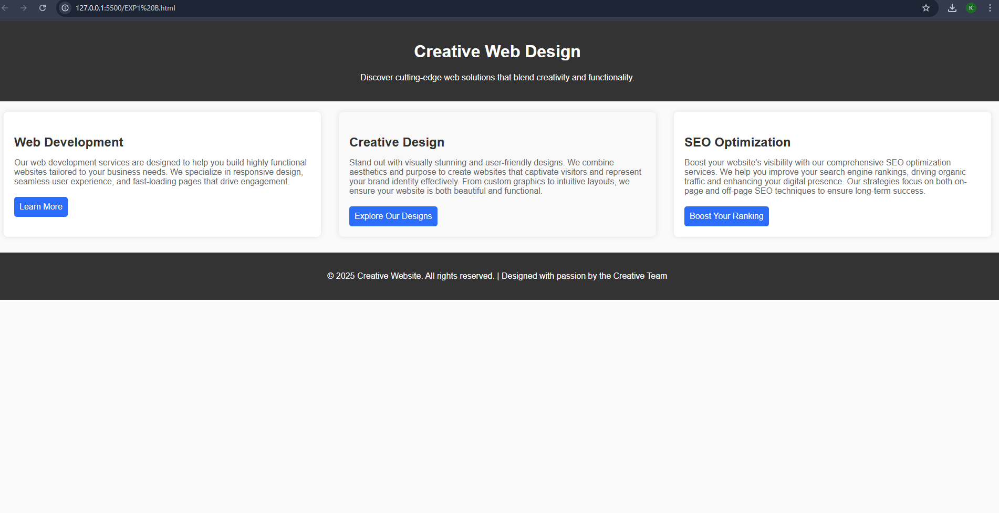 127.0.0.1:5500/EXP1%20B.html
K
Creative Web Design
Discover cutting-edge web solutions that blend creativity and functionality.
Web Development
Our web development services are designed to help you build highly functional
websites tailored to your business needs. We specialize in responsive design,
seamless user experience, and fast-loading pages that drive engagement.
Learn More
Creative Design
Stand out with visually stunning and user-friendly designs. We combine
aesthetics and purpose to create websites that captivate visitors and represent
your brand identity effectively. From custom graphics to intuitive layouts, we
ensure your website is both beautiful and functional.
Explore Our Designs
SEO Optimization
Boost your website’s visibility with our comprehensive SEO optimization
services. We help you improve your search engine rankings, driving organic
traffic and enhancing your digital presence. Our strategies focus on both on-
page and off-page SEO techniques to ensure long-term success.
Boost Your Ranking
© 2025 Creative Website. All rights reserved. | Designed with passion by the Creative Team